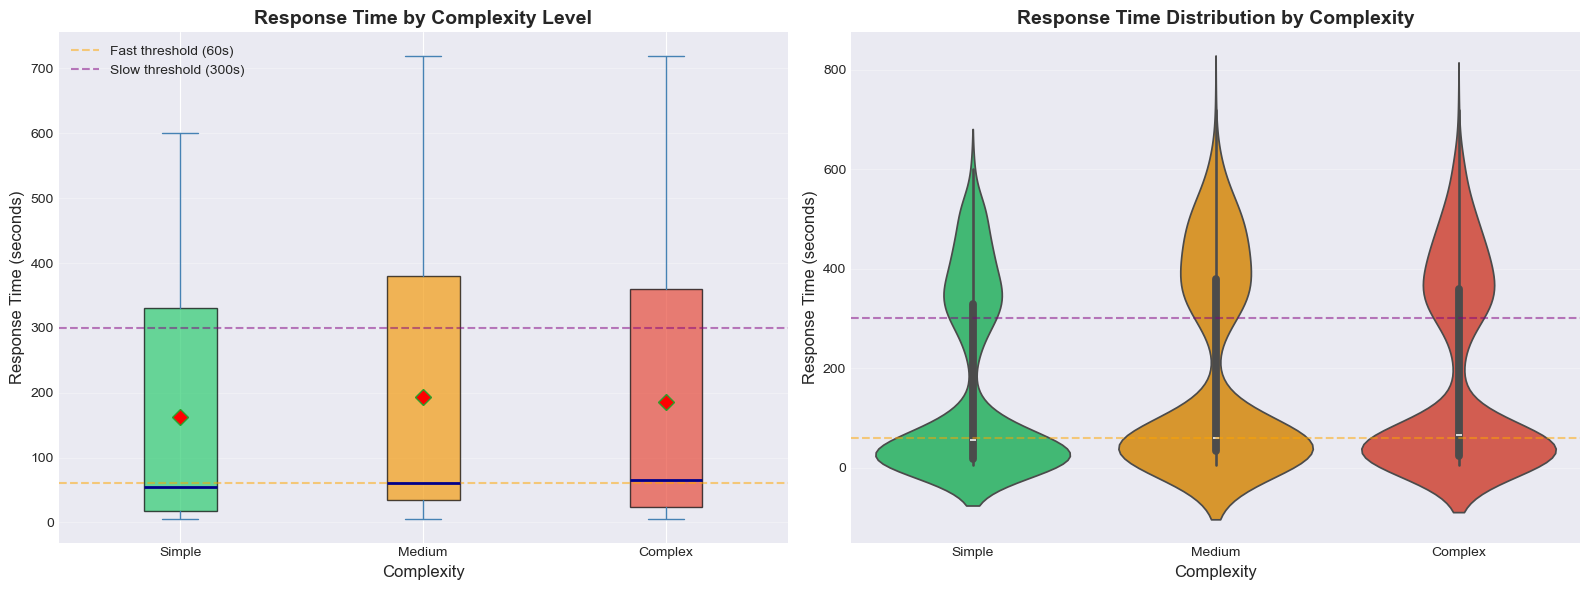 Response Time by Complexity Level
Fast threshold (60s)
Slow threshold (300s)
700
600
500
400
300
200
100
0
Response Time (seconds)
Simple
Medium
Complex
Complexity
Response Time Distribution by Complexity
800
600
400
200
0
Response Time (seconds)
Simple
Medium
Complex
Complexity